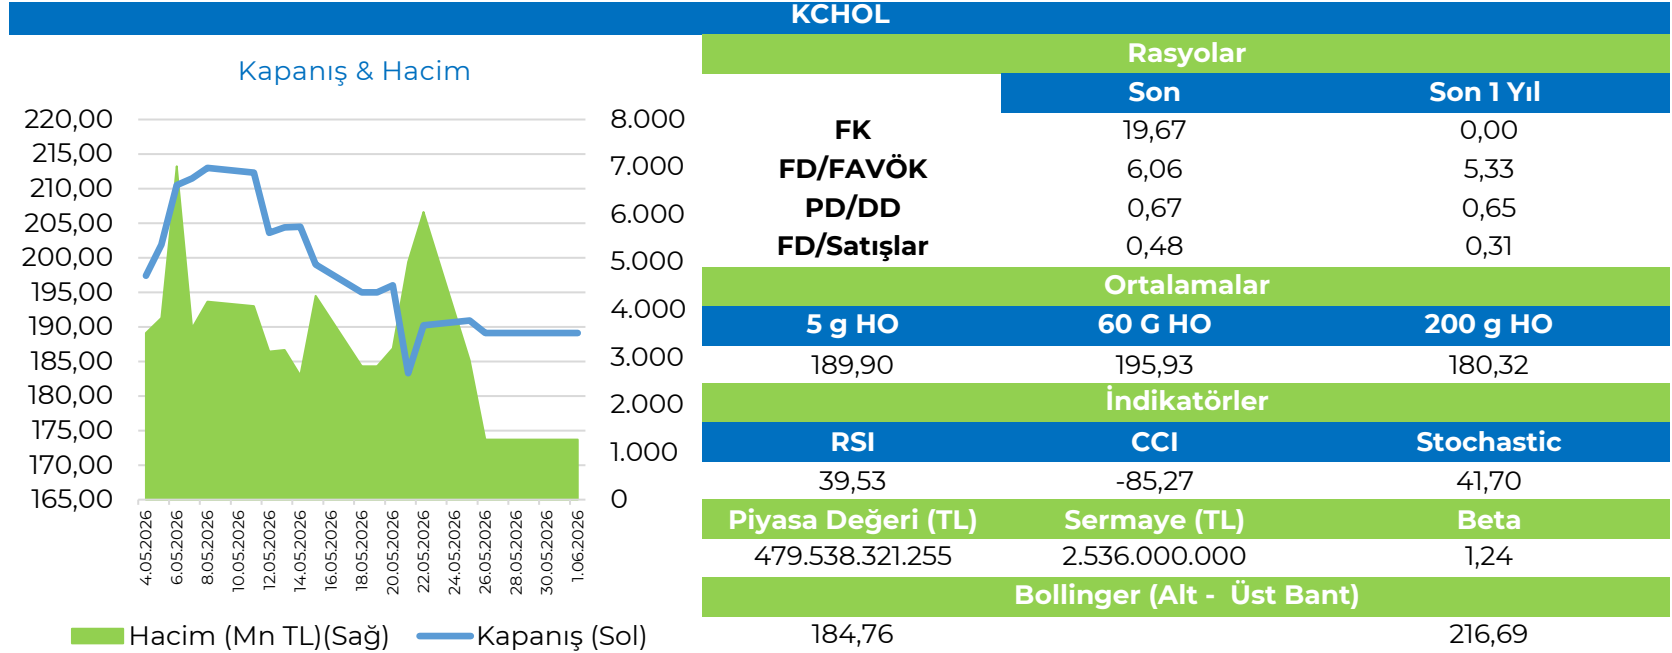 KCHOL
Kapanış & Hacim
220,00
215,00
210,00
205,00
200,00
195,00
190,00
185,00
180,00
175,00
170,00
165,00
8.000
7.000
6.000
5.000
4.000
3.000
2.000
1.000
0
4.05.2026
6.05.2026
8.05.2026
10.05.2026
12.05.2026
14.05.2026
16.05.2026
18.05.2026
20.05.2026
22.05.2026
24.05.2026
26.05.2026
28.05.2026
30.05.2026
1.06.2026
Hacim (Mn TL)(Sağ) Kapanış (Sol)
Rasyolar
Son Son 1 Yıl
FK 19,67 0,00
FD/FAVÖK 6,06 5,33
PD/DD 0,67 0,65
FD/Satışlar 0,48 0,31
Ortalamalar
5 g HO 60 G HO 200 g HO
189,90 195,93 180,32
İndikatörler
RSI CCI Stochastic
39,53 -85,27 41,70
Piyasa Değeri (TL) Sermaye (TL) Beta
479.538.321.255 2.536.000.000 1,24
Bollinger (Alt - Üst Bant)
184,76 216,69